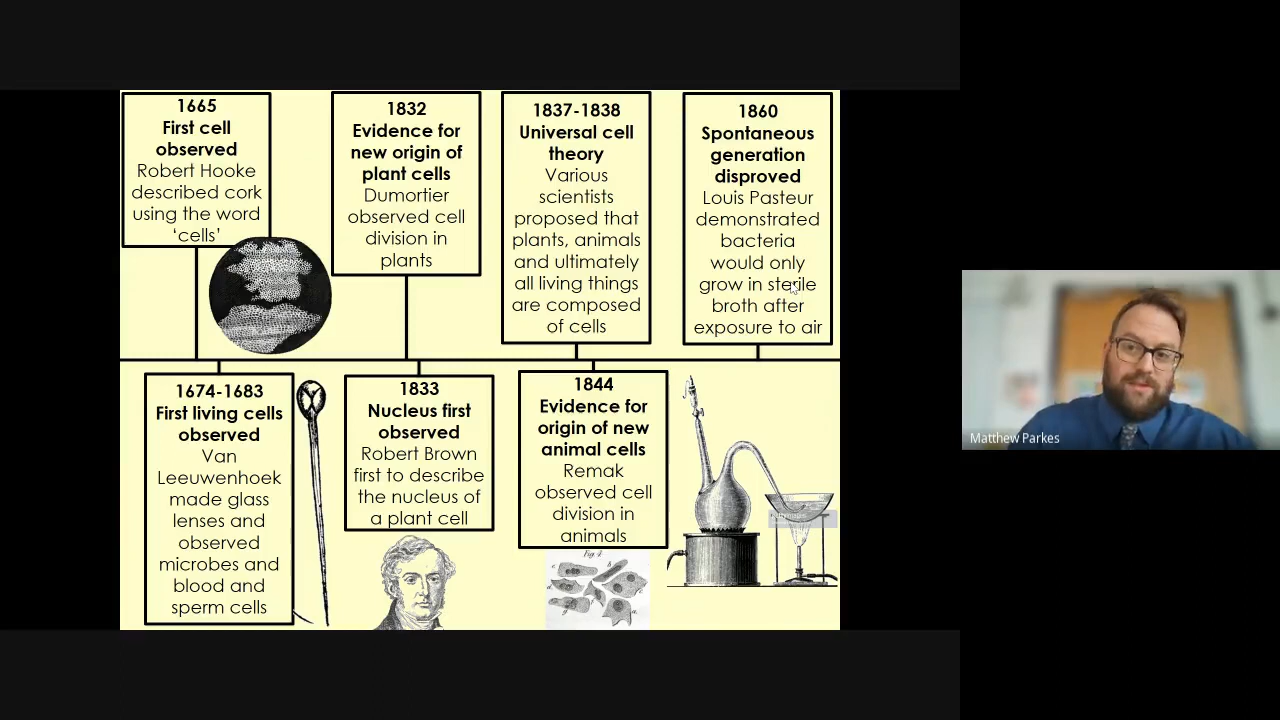 1665
First cell
observed
Robert Hooke
described cork
using the word
‘cells’
1832
Evidence for
new origin of
plant cells
Dumortier
observed cell
division in
plants
1837-1838
Universal cell
theory
Various
scientists
proposed that
plants, animals
and ultimately
all living things
are composed
of cells
1860
Spontaneous
generation
disproved
Louis Pasteur
demonstrated
bacteria
would only
grow in sterile
broth after
exposure to air
1674-1683
First living cells
observed
Van
Leeuwenhoek
made glass
lenses and
observed
microbes and
blood and
sperm cells
1833
Nucleus first
observed
Robert Brown
first to describe
the nucleus of
a plant cell
1844
Evidence for
origin of new
animal cells
Remak
observed cell
division in
animals
Matthew Parkes